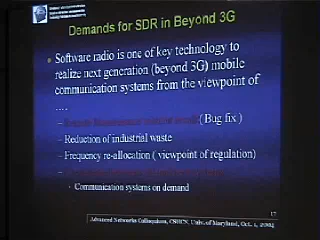 Demands for SDR in Beyond 3G
Software radio is one of key technology to
realize next generation (beyond 3G) mobile
communication systems from the viewpoint of
....
( Bug fix )
– Reduction of industrial waste
– Frequency re-allocation ( viewpoint of regulation)
• Communication systems on demand
17
Advanced Networks Colloquium, CSHCN, Univ. of Maryland, Oct. 1, 2004